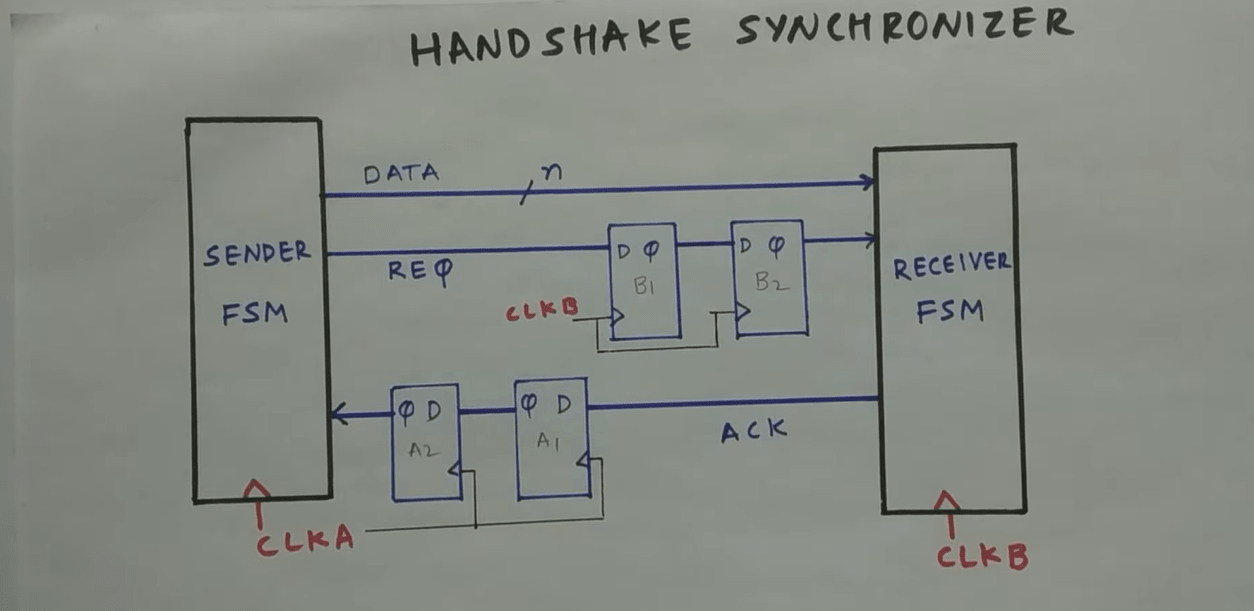 HANDSHAKE SYNCHRONIZER
DATA n
SENDER
FSM
REQ
D Q
B1
D Q
B2
CLKB
RECEIVER
FSM
Q D
A2
Q D
A1
ACK
CLKA
CLKB